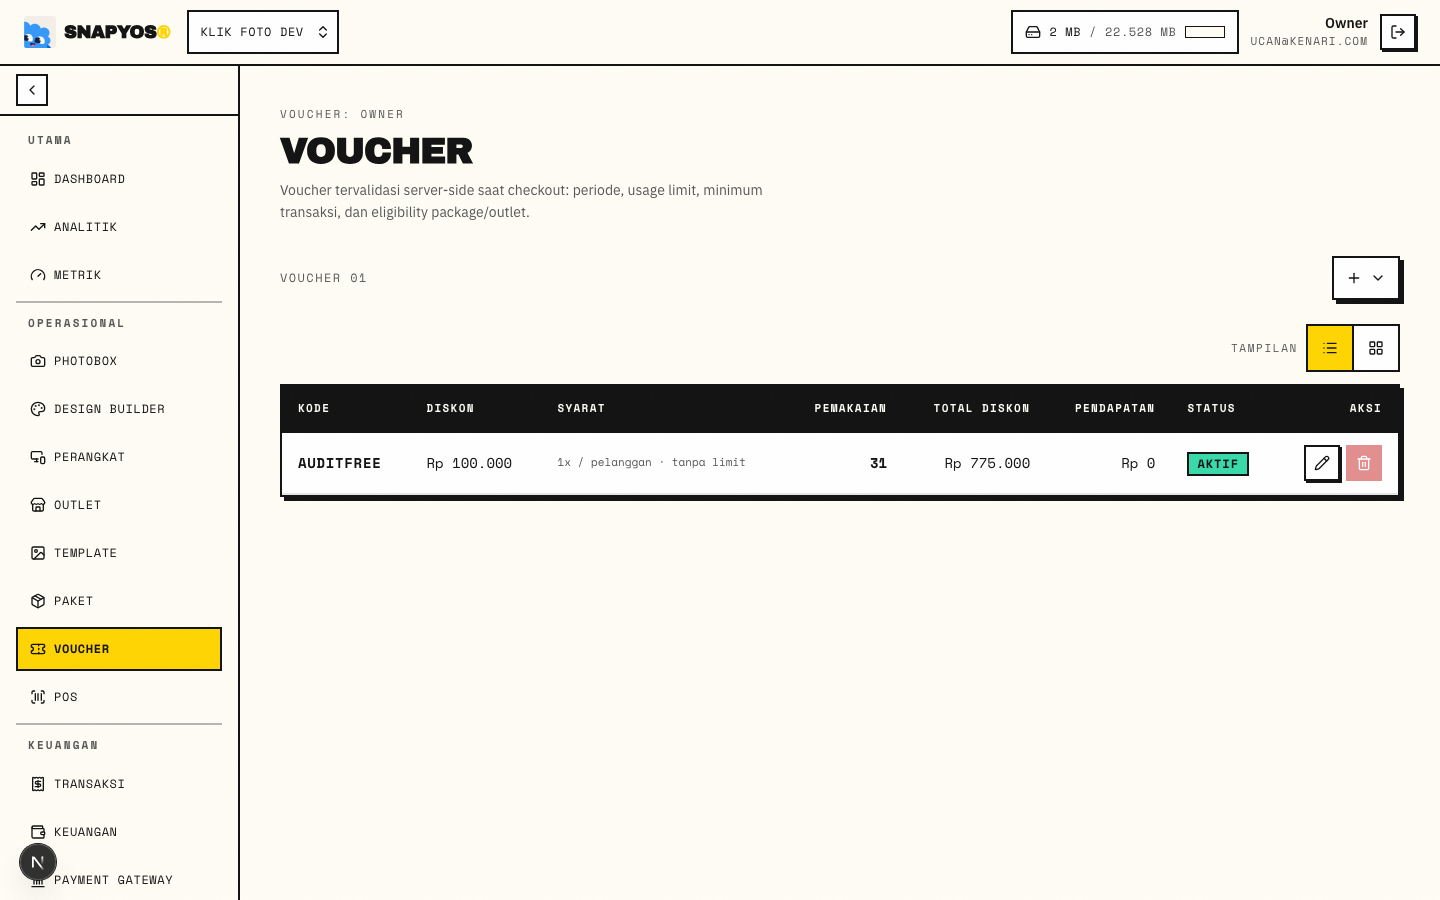 SNAPYOS®
KLIK FOTO DEV
2 MB / 22.528 MB
Owner
UCAN@KENARI.COM
UTAMA
DASHBOARD
ANALITIK
METRIK
OPERASIONAL
PHOTOBOX
DESIGN BUILDER
PERANGKAT
OUTLET
TEMPLATE
PAKET
VOUCHER
POS
KEUANGAN
TRANSAKSI
KEUANGAN
N
PAYMENT GATEWAY
VOUCHER: OWNER
VOUCHER
Voucher tervalidasi server-side saat checkout: periode, usage limit, minimum
transaksi, dan eligibility package/outlet.
VOUCHER 01
TAMPILAN
KODE DISKON SYARAT PEMAKAIAN TOTAL DISKON PENDAPATAN STATUS AKSI
AUDITFREE Rp 100.000 1x / pelanggan · tanpa limit 31 Rp 775.000 Rp 0 AKTIF